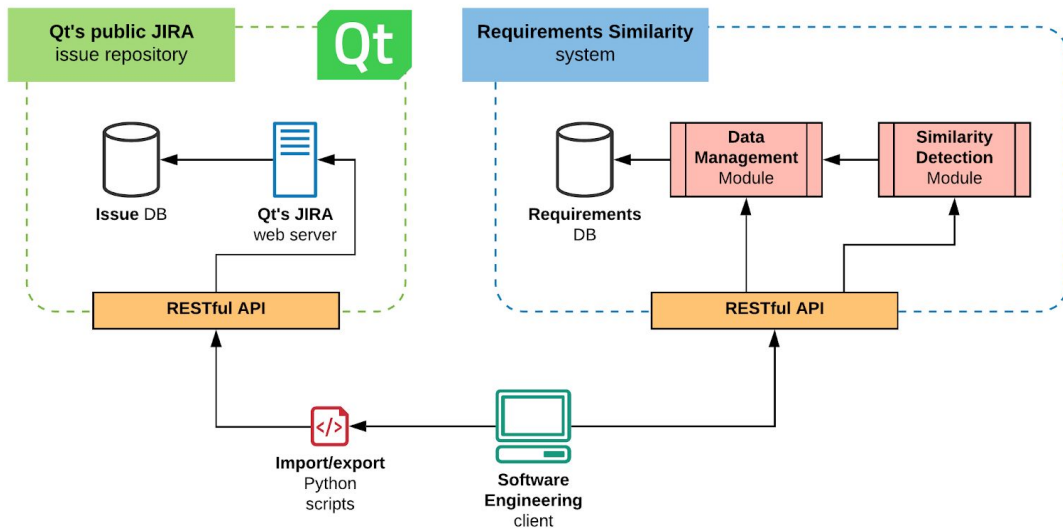 Qt's public JIRA
issue repository
Qt
Requirements Similarity
system
Issue DB
Qt's JIRA
web server
Requirements
DB
Data
Management
Module
Similarity
Detection
Module
RESTful API
RESTful API
</>
Import/export
Python
scripts
Software
Engineering
client